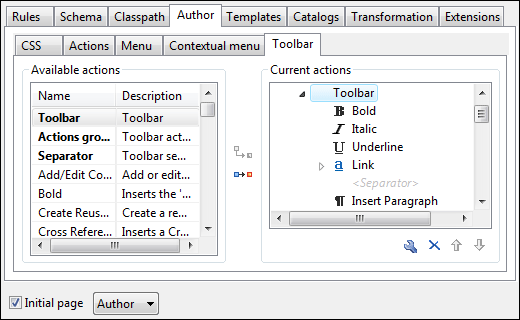 Rules Schema Classpath Author Templates Catalogs Transformation Extensions
CSS Actions Menu Contextual menu Toolbar
Available actions
Name Description
Toolbar Toolbar
Actions gro... Toolbar act...
Separator Toolbar se...
Add/Edit Co... Add or edit...
Bold Inserts the '...
Create Reus... Create a re...
Cross Refere... Inserts a Cr...
Current actions
Toolbar
B Bold
I Italic
U Underline
a Link
<Separator>
¶ Insert Paragraph
Initial page Author